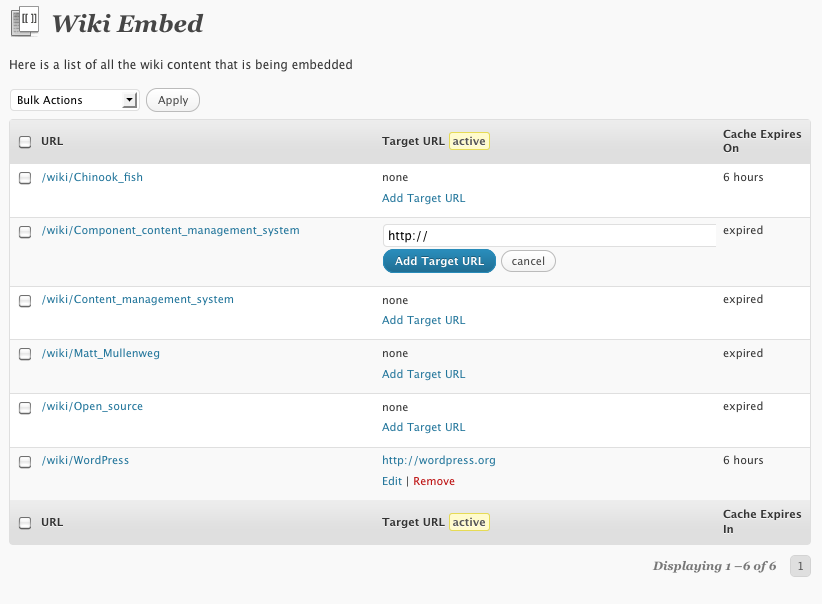 [[ ]] Wiki Embed
Here is a list of all the wiki content that is being embedded
Bulk Actions Apply
URL Target URL active Cache Expires On
/wiki/Chinook_fish none 6 hours
Add Target URL
/wiki/Component_content_management_system http:// expired
Add Target URL cancel
/wiki/Content_management_system none expired
Add Target URL
/wiki/Matt_Mullenweg none expired
Add Target URL
/wiki/Open_source none expired
Add Target URL
/wiki/WordPress http://wordpress.org 6 hours
Edit | Remove
URL Target URL active Cache Expires In
Displaying 1 –6 of 6 1